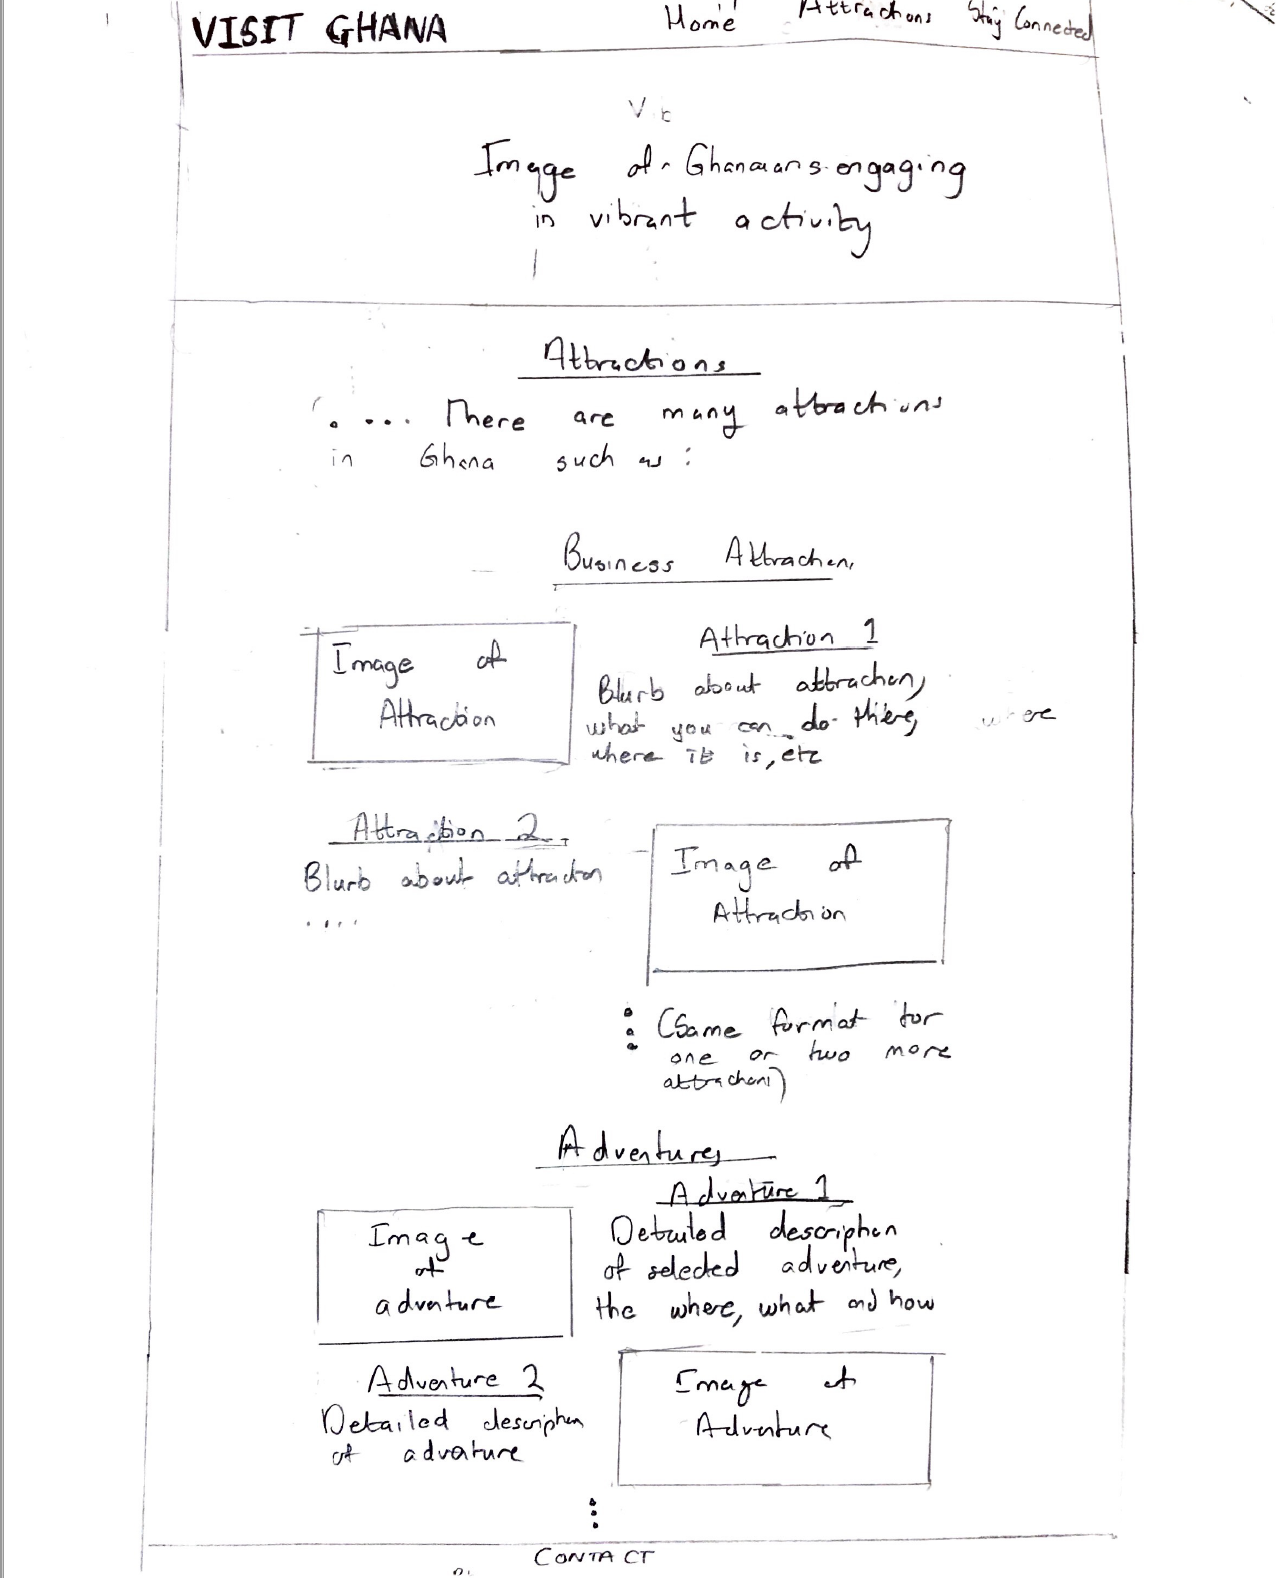 VISIT GHANA Home Attractions Stay Connected
Image of Ghanaians engaging
in vibrant activity
Attractions
.... There are many attractions
in Ghana such as :
Business Attraction
Image of
Attraction
Attraction 1
Blurb about attraction,
what you can do there, where
where it is, etc
Attraction 2
Blurb about attraction
....
Image of
Attraction
(Same format for
one or two more
attractions)
Adventures
Image
of
adventure
Adventure 1
Detailed description
of selected adventure,
the where, what and how
Adventure 2
Detailed description
of adventure
Image of
Adventure
CONTACT